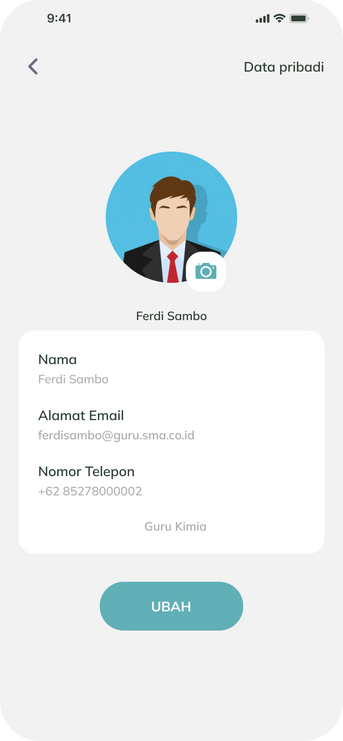 9:41
Data pribadi
Ferdi Sambo
Nama
Ferdi Sambo
Alamat Email
ferdisambo@guru.sma.co.id
Nomor Telepon
+62 85278000002
Guru Kimia
UBAH